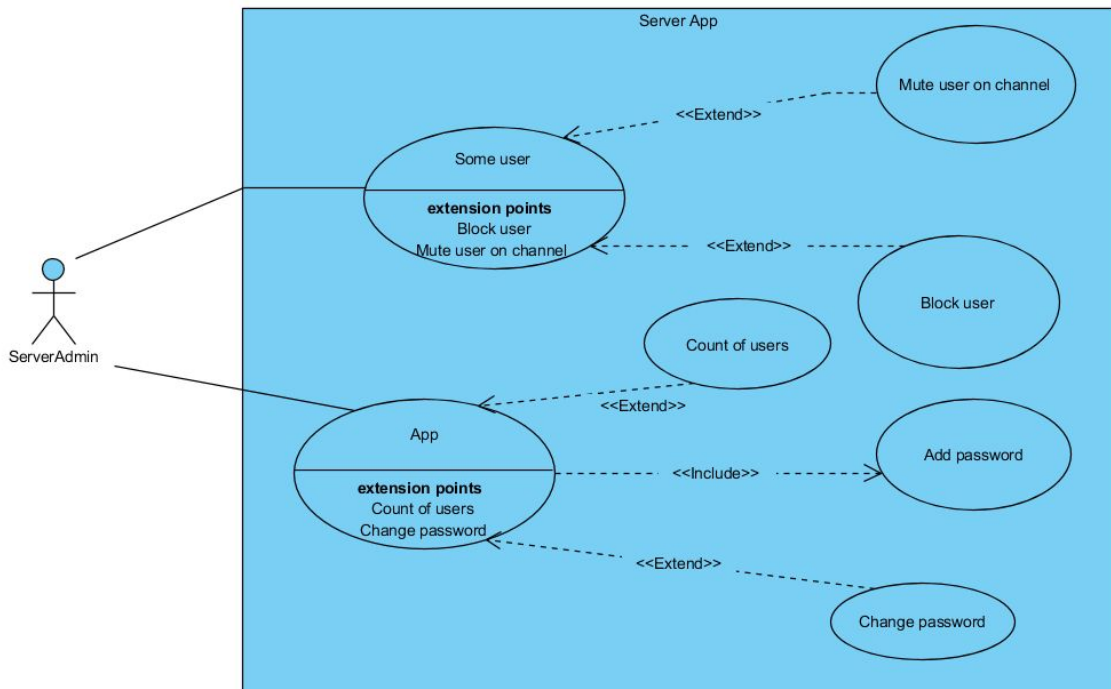 Server App
Mute user on channel
<<Extend>>
Some user
extension points
Block user
Mute user on channel
<<Extend>>
Block user
ServerAdmin
Count of users
<<Extend>>
App
extension points
Count of users
Change password
<<Include>>
Add password
<<Extend>>
Change password